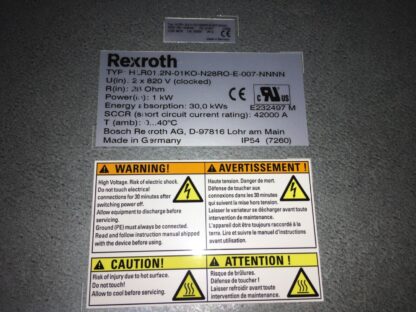 Rexroth
TYP HLR01.2N-01KO-N28RO-E-007-NNNN
U(in): 2 x 820 V (clocked)
R(in): 28 Ohm
Power(in): 1 kW
Energy absorption: 30,0 kWs
SCCR (short circuit current rating): 42000 A
T (amb): 0...40°C
Bosch Rexroth AG, D-97816 Lohr am Main
Made in Germany IP54 (7260)
CE
c UR US
E232497 M
WARNING!
High Voltage. Risk of electric shock.
Do not touch electrical
connections for 30 minutes after
switching power off.
Allow equipment to discharge before
servicing.
Ground (PE) must always be connected.
Read and follow instruction manual shipped
with the device before using.
AVERTISSEMENT !
Haute tension. Danger de mort.
Défense de toucher aux
connexions dans les 30 minutes
qui suivent la mise hors tension.
Laisser le variateur se décharger avant toute
intervention de maintenance.
L'appareil doit être toujours raccordé à la
terre. Lire et suivre le manuel d'instructions
avant utilisation.
CAUTION!
Risk of injury due to hot surface.
Do not touch!
Allow to cool before servicing.
ATTENTION !
Risque de brûlures.
Défense de toucher !
Laisser refroidir avant toute
intervention de maintenance.